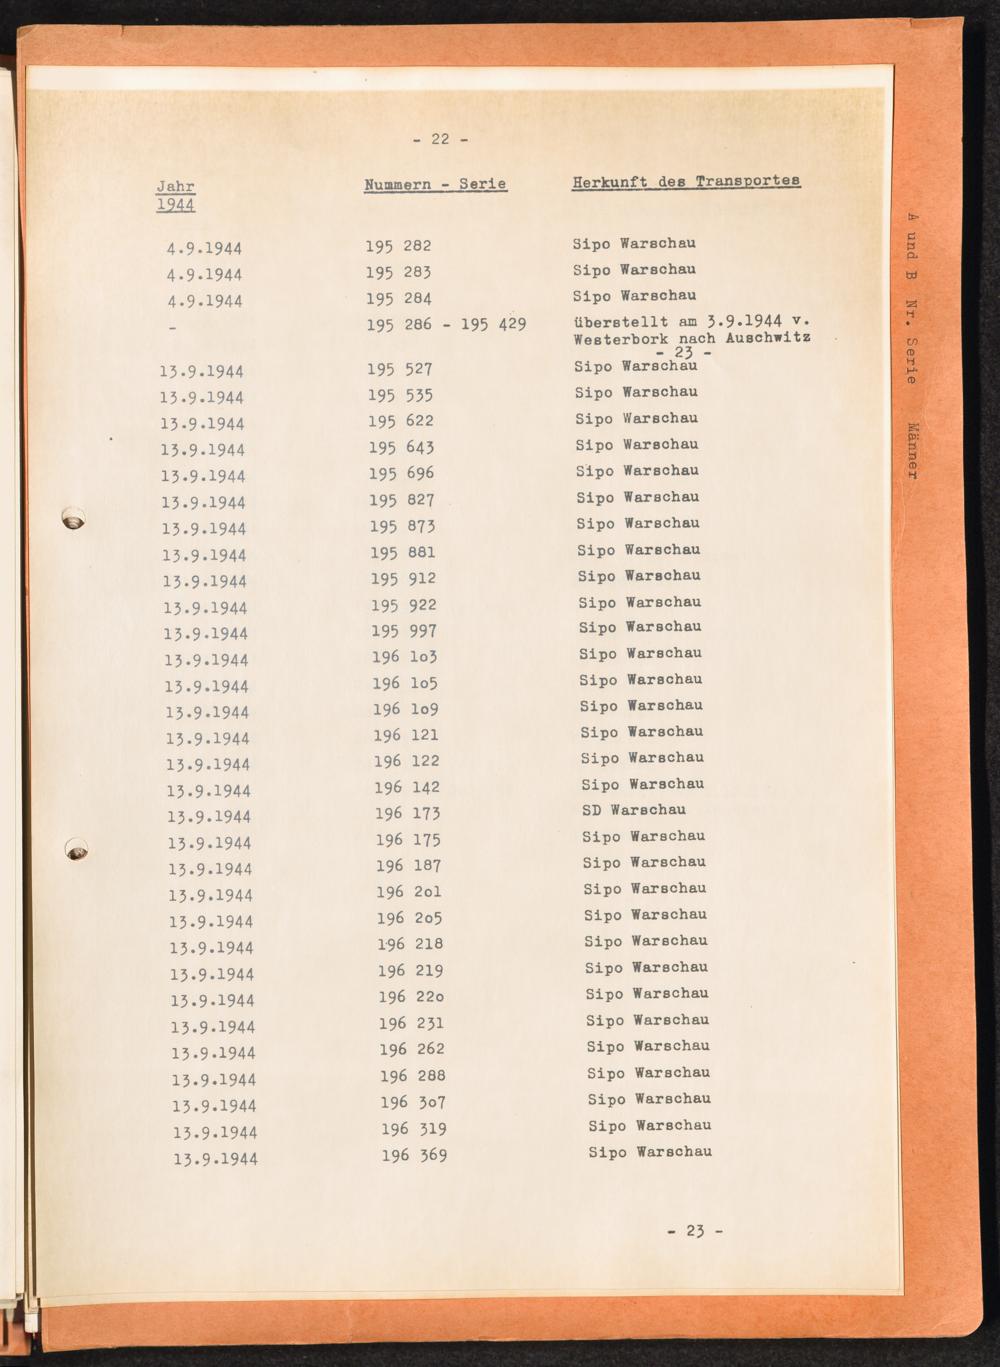 - 22 -
Jahr Nummern - Serie Herkunft des Transportes
1944
4.9.1944 195 282 Sipo Warschau
4.9.1944 195 283 Sipo Warschau
4.9.1944 195 284 Sipo Warschau
- 195 286 - 195 429 überstellt am 3.9.1944 v.
Westerbork nach Auschwitz
- 23 -
13.9.1944 195 527 Sipo Warschau
13.9.1944 195 535 Sipo Warschau
13.9.1944 195 622 Sipo Warschau
13.9.1944 195 643 Sipo Warschau
13.9.1944 195 696 Sipo Warschau
13.9.1944 195 827 Sipo Warschau
13.9.1944 195 873 Sipo Warschau
13.9.1944 195 881 Sipo Warschau
13.9.1944 195 912 Sipo Warschau
13.9.1944 195 922 Sipo Warschau
13.9.1944 195 997 Sipo Warschau
13.9.1944 196 lo3 Sipo Warschau
13.9.1944 196 lo5 Sipo Warschau
13.9.1944 196 lo9 Sipo Warschau
13.9.1944 196 121 Sipo Warschau
13.9.1944 196 122 Sipo Warschau
13.9.1944 196 142 Sipo Warschau
13.9.1944 196 173 SD Warschau
13.9.1944 196 175 Sipo Warschau
13.9.1944 196 187 Sipo Warschau
13.9.1944 196 2ol Sipo Warschau
13.9.1944 196 2o5 Sipo Warschau
13.9.1944 196 218 Sipo Warschau
13.9.1944 196 219 Sipo Warschau
13.9.1944 196 22o Sipo Warschau
13.9.1944 196 231 Sipo Warschau
13.9.1944 196 262 Sipo Warschau
13.9.1944 196 288 Sipo Warschau
13.9.1944 196 3o7 Sipo Warschau
13.9.1944 196 319 Sipo Warschau
13.9.1944 196 369 Sipo Warschau
- 23 -
A und B Nr. Serie Männer